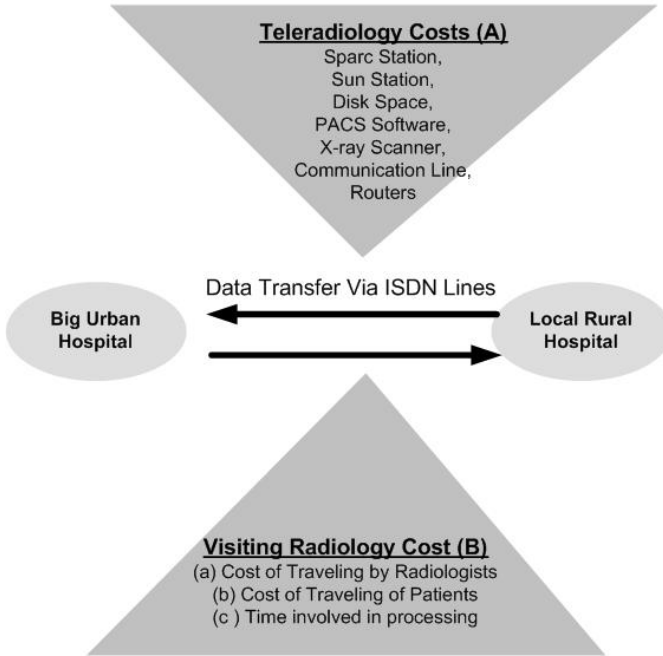 Teleradiology Costs (A)
Sparc Station,
Sun Station,
Disk Space,
PACS Software,
X-ray Scanner,
Communication Line,
Routers
Data Transfer Via ISDN Lines
Big Urban
Hospital
Local Rural
Hospital
Visiting Radiology Cost (B)
(a) Cost of Traveling by Radiologists
(b) Cost of Traveling of Patients
(c ) Time involved in processing